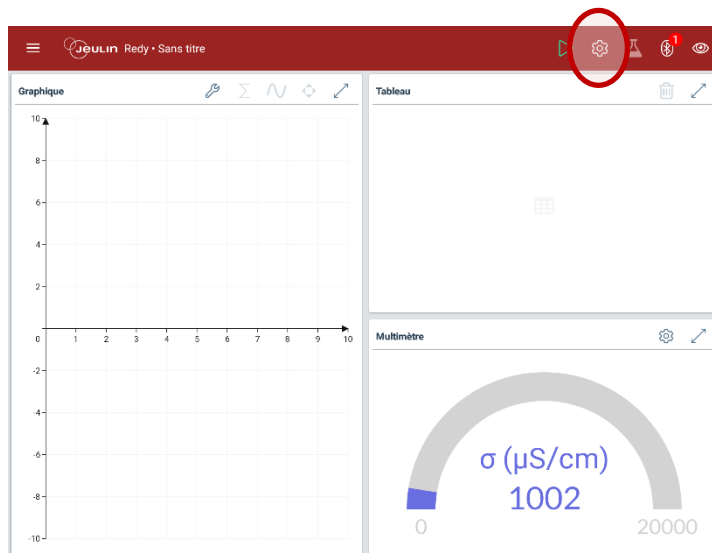 Jeulin Redy • Sans titre
1
Graphique
Tableau
10
8
6
4
2
0 1 2 3 4 5 6 7 8 9 10
-2
-4
-6
-8
-10
Multimètre
σ (µS/cm)
1002
0 20000